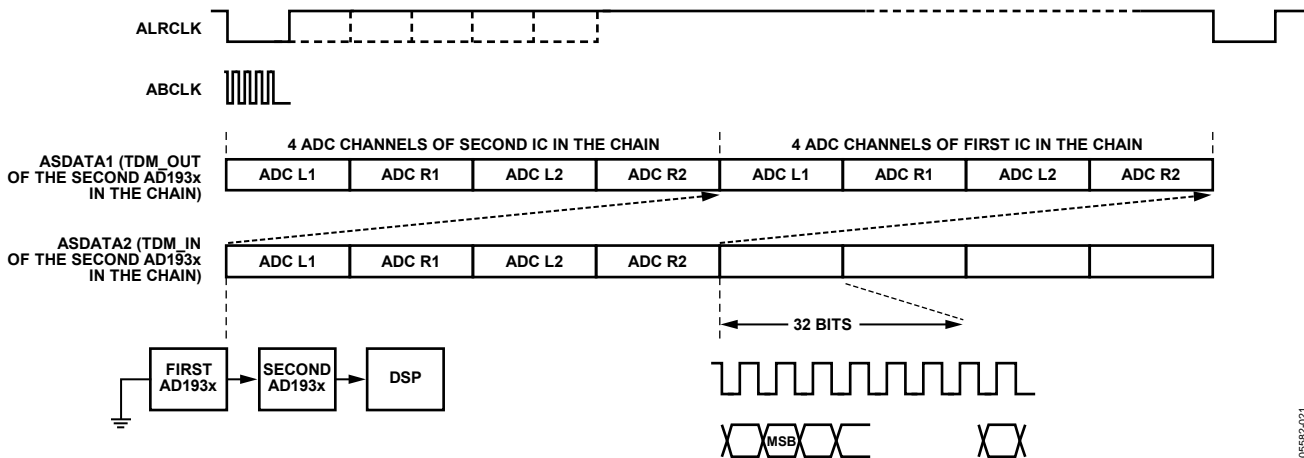 ALRCLK
ABCLK
4 ADC CHANNELS OF SECOND IC IN THE CHAIN
4 ADC CHANNELS OF FIRST IC IN THE CHAIN
ASDATA1 (TDM_OUT
OF THE SECOND AD193x
IN THE CHAIN)
ADC L1
ADC R1
ADC L2
ADC R2
ADC L1
ADC R1
ADC L2
ADC R2
ASDATA2 (TDM_IN
OF THE SECOND AD193x
IN THE CHAIN)
ADC L1
ADC R1
ADC L2
ADC R2
32 BITS
FIRST
AD193x
SECOND
AD193x
DSP
MSB
05582-021